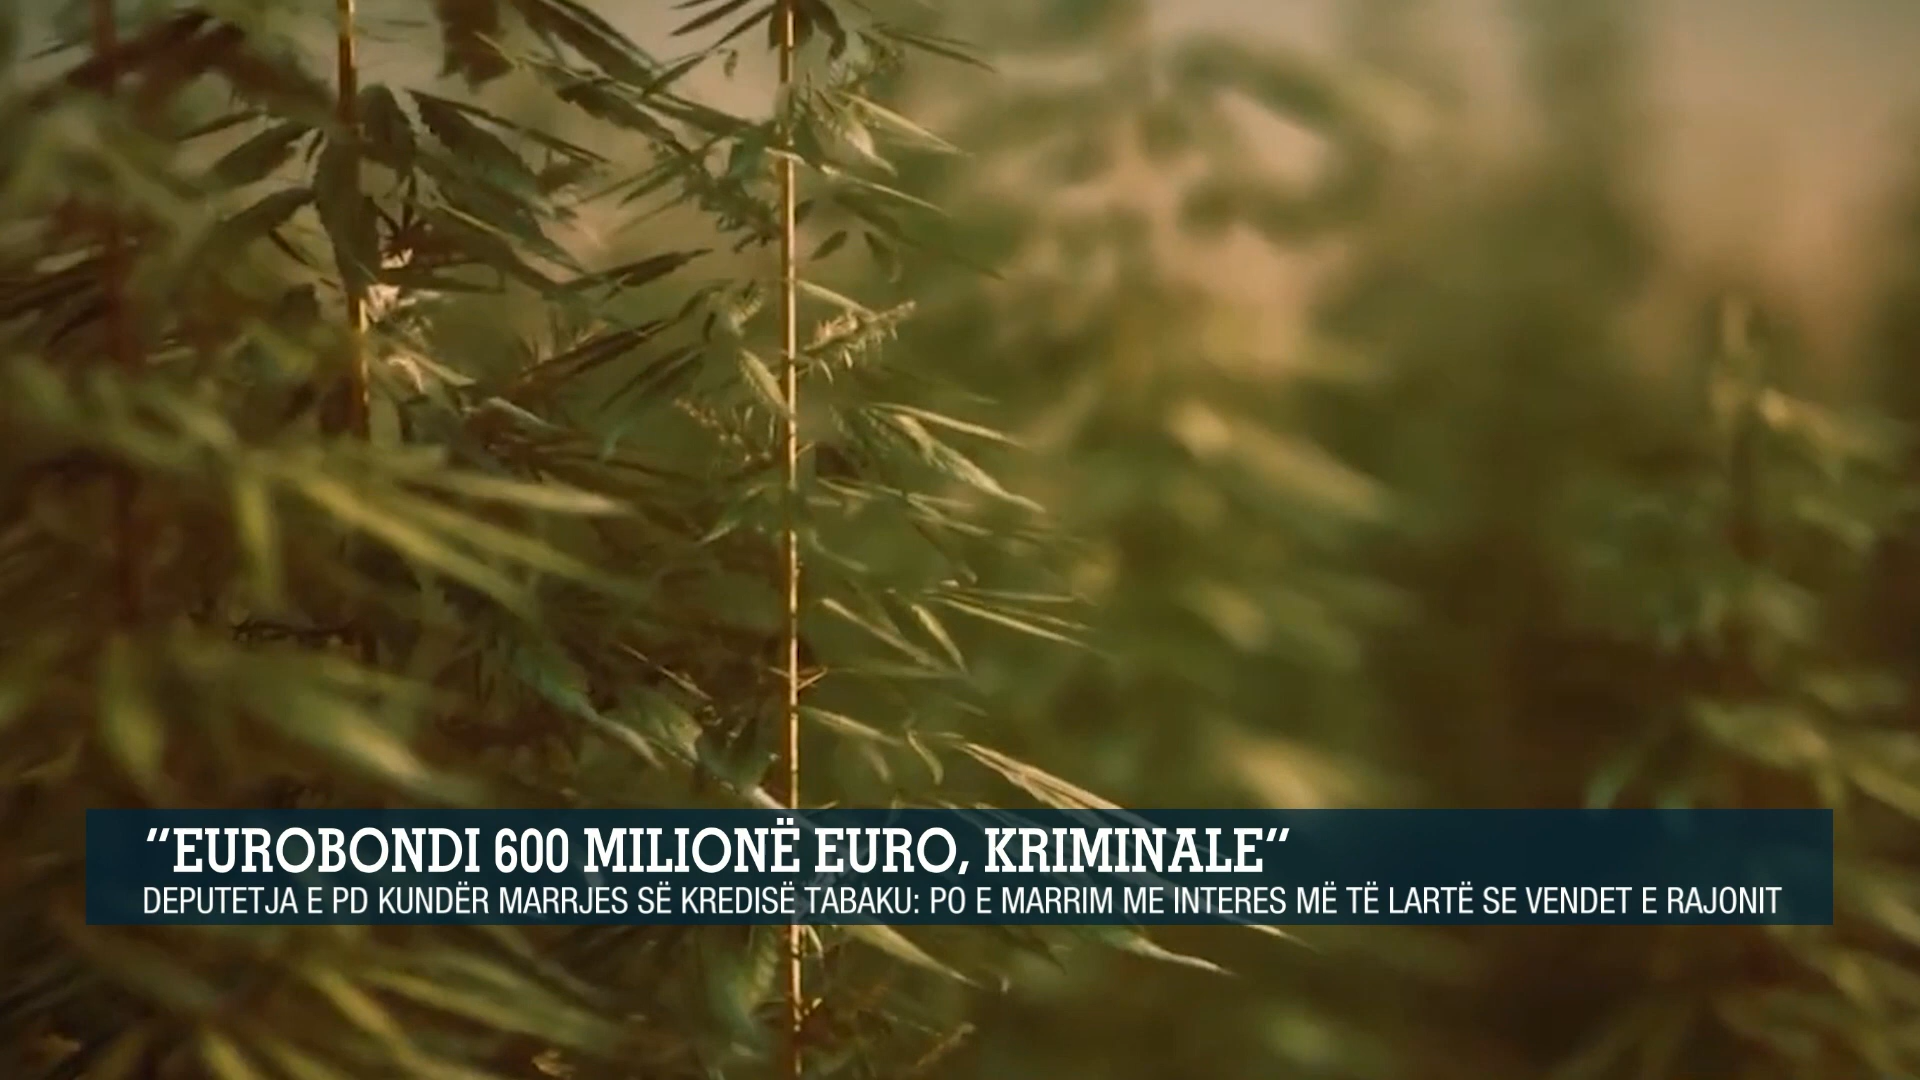 “EUROBONDI 600 MILIONË EURO, KRIMINALE”
DEPUTETJA E PD KUNDËR MARRJES SË KREDISË TABAKU: PO E MARRIM ME INTERES MË TË LARTË SE VENDET E RAJONIT